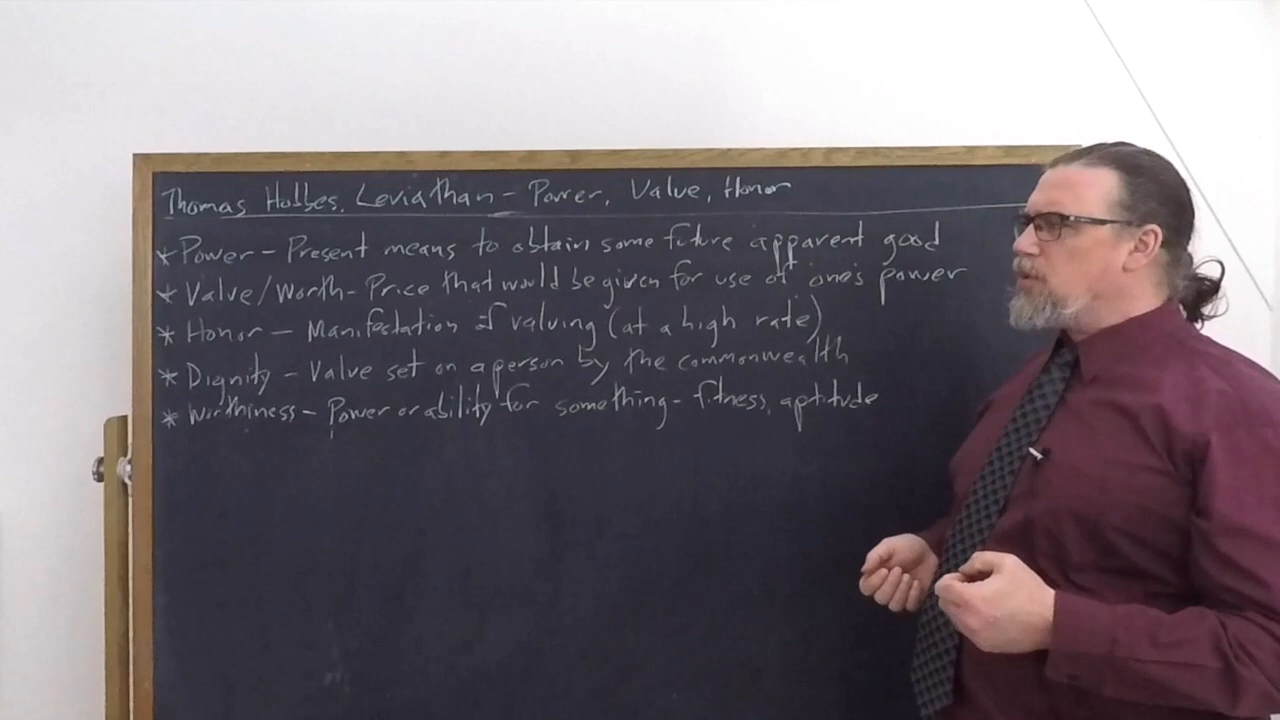 Thomas Hobbes, Leviathan - Power, Value, Honor
* Power - Present means to obtain some future apparent good
* Value/Worth - Price that would be given for use of one's power
* Honor - Manifestation of valuing (at a high rate)
* Dignity - Value set on a person by the commonwealth
* Worthiness - Power or ability for something - fitness, aptitude